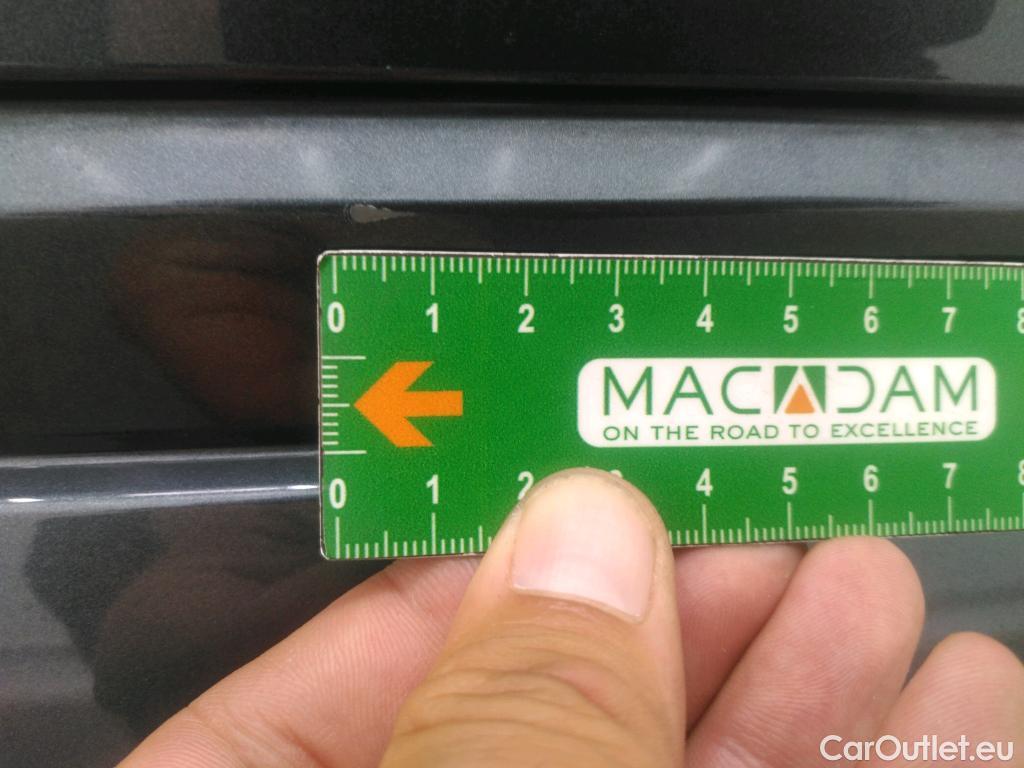 0 1 2 3 4 5 6 7 8
MACADAM
ON THE ROAD TO EXCELLENCE
0 1 2 3 4 5 6 7 8
CarOutlet.eu